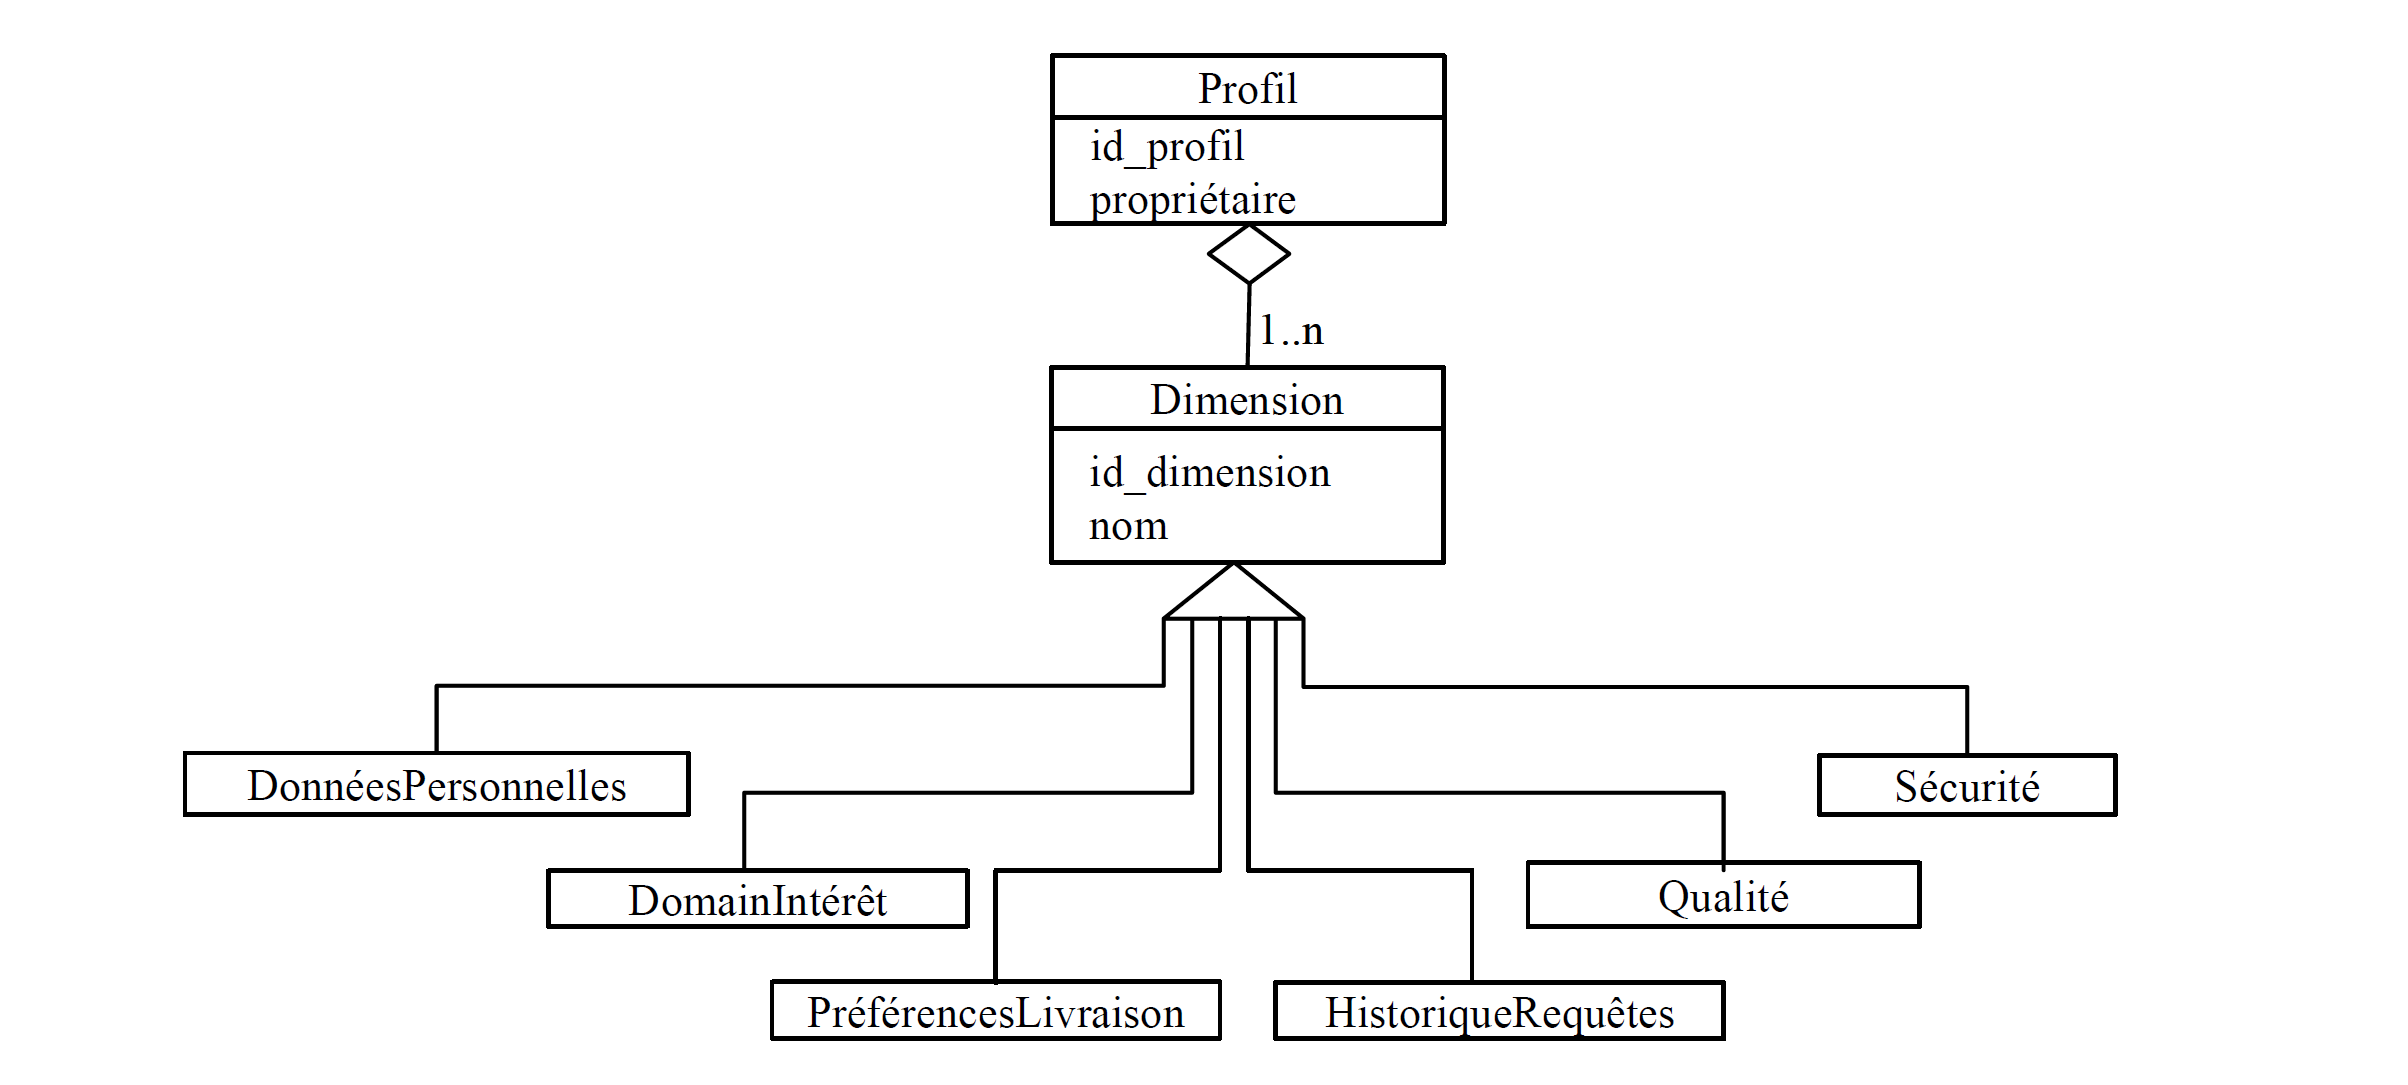 Profil
id_profil
propriétaire
1..n
Dimension
id_dimension
nom
DonnéesPersonnelles
Sécurité
DomainIntérêt
Qualité
PréférencesLivraison
HistoriqueRequêtes